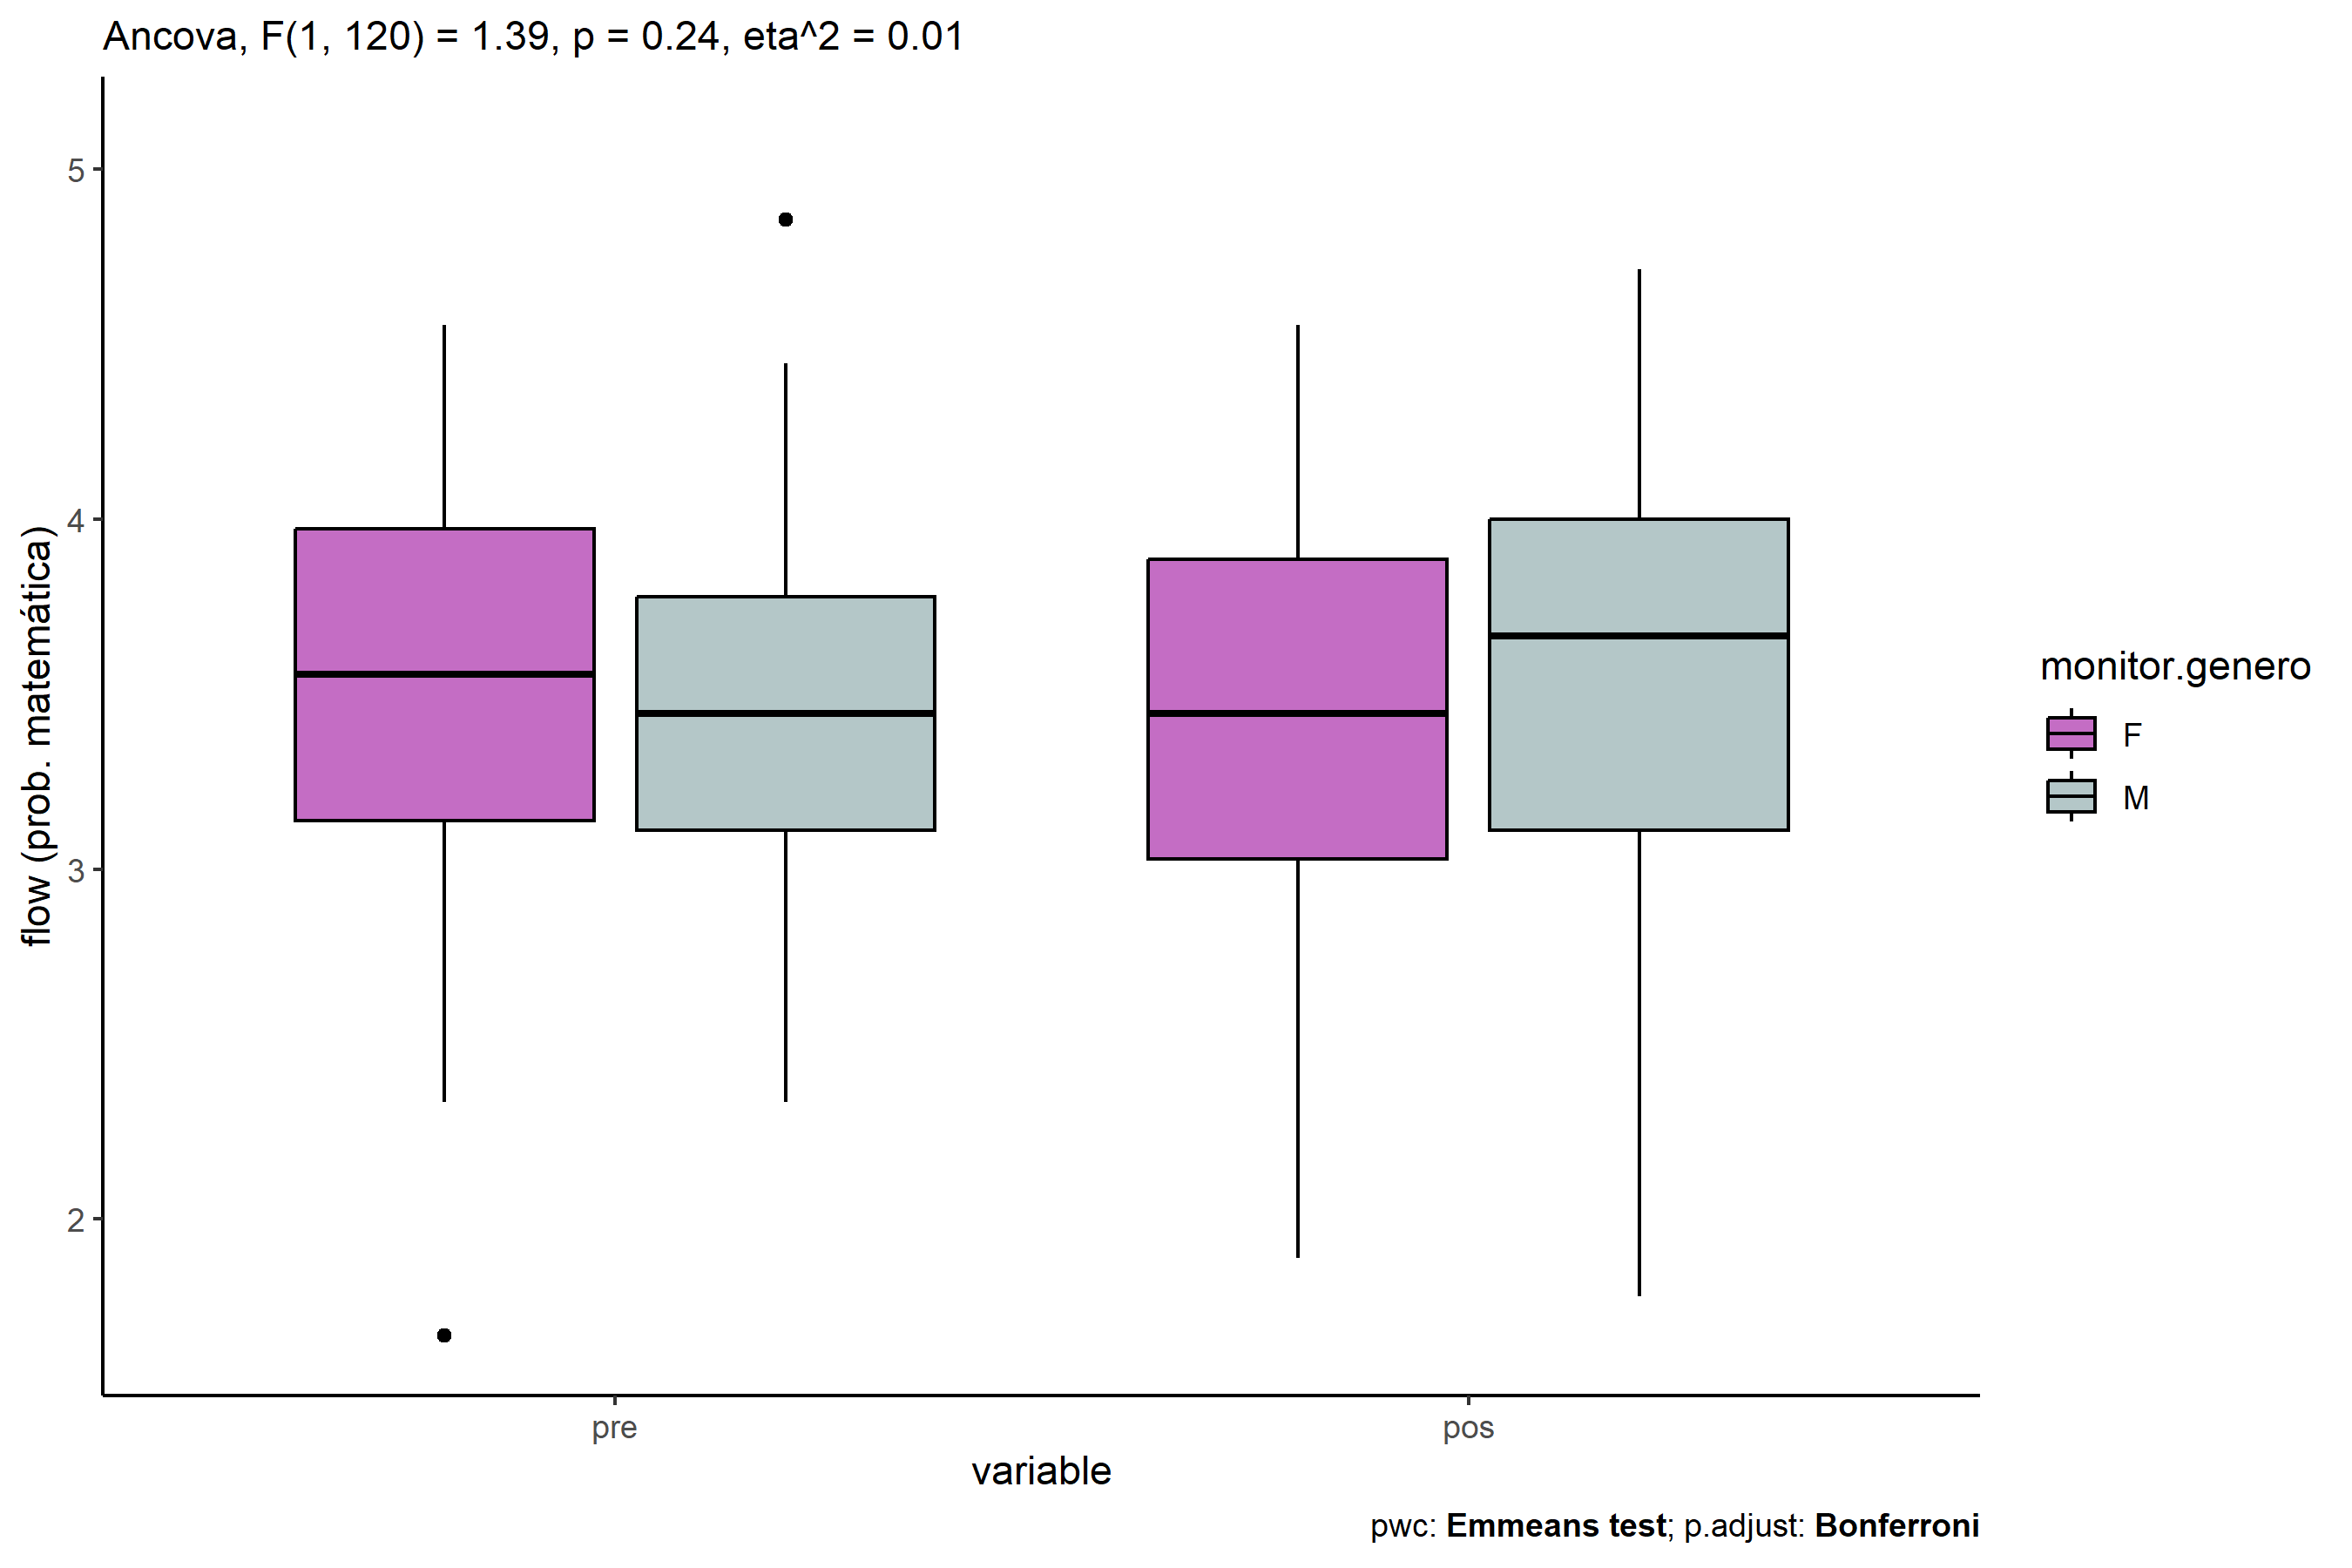 Ancova, F(1, 120) = 1.39, p = 0.24, eta^2 = 0.01
flow (prob. matemática)
5
4
3
2
pre
pos
variable
monitor.genero
F
M
pwc: Emmeans test; p.adjust: Bonferroni